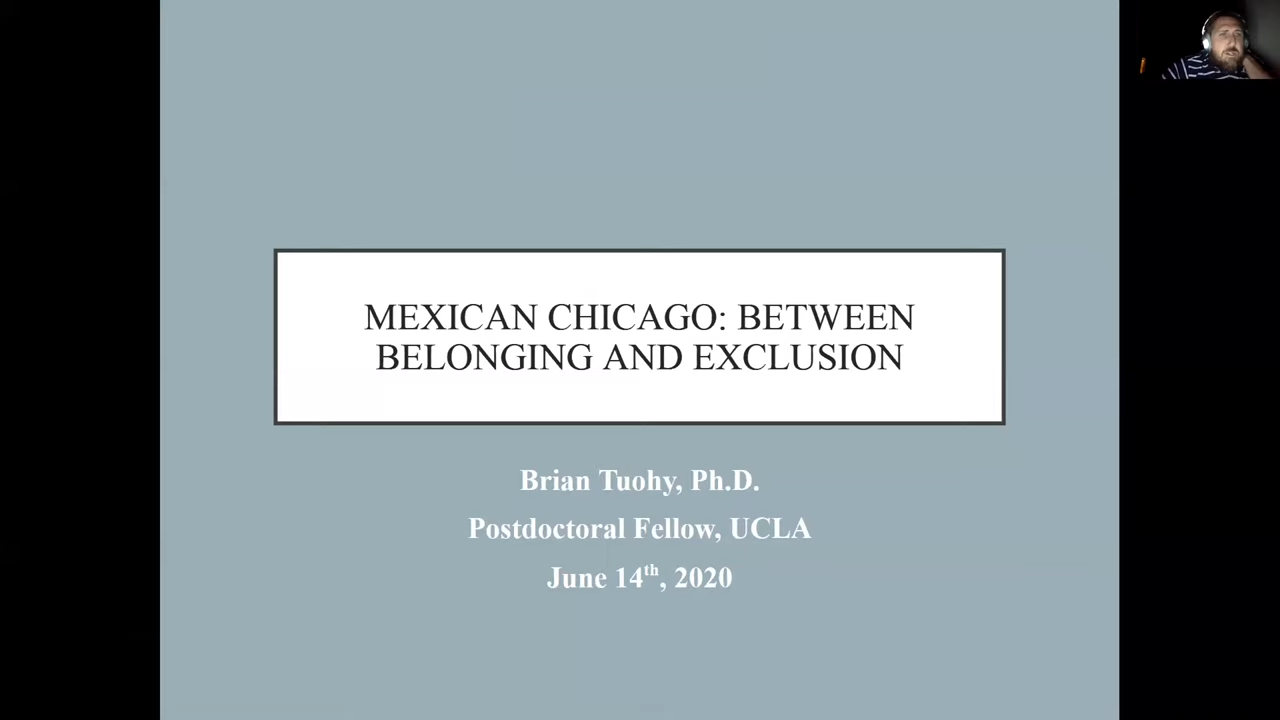 MEXICAN CHICAGO: BETWEEN
BELONGING AND EXCLUSION
Brian Tuohy, Ph.D.
Postdoctoral Fellow, UCLA
June 14th, 2020